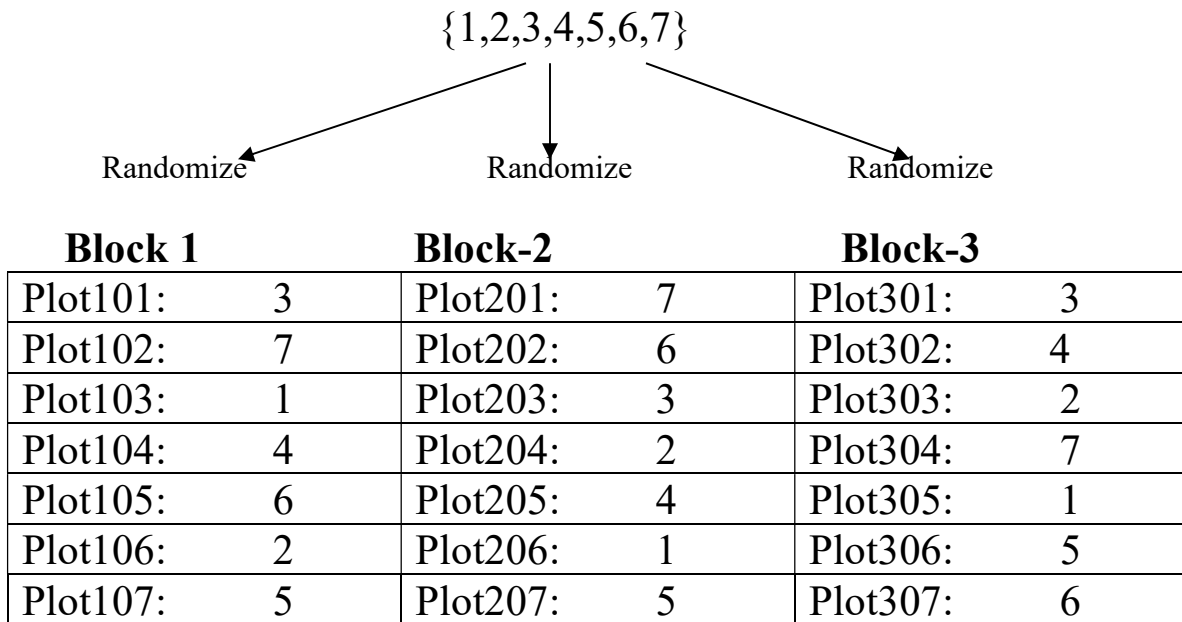 {1,2,3,4,5,6,7}
Randomize Randomize Randomize
Block 1 Block-2 Block-3
Plot101: 3 Plot201: 7 Plot301: 3
Plot102: 7 Plot202: 6 Plot302: 4
Plot103: 1 Plot203: 3 Plot303: 2
Plot104: 4 Plot204: 2 Plot304: 7
Plot105: 6 Plot205: 4 Plot305: 1
Plot106: 2 Plot206: 1 Plot306: 5
Plot107: 5 Plot207: 5 Plot307: 6